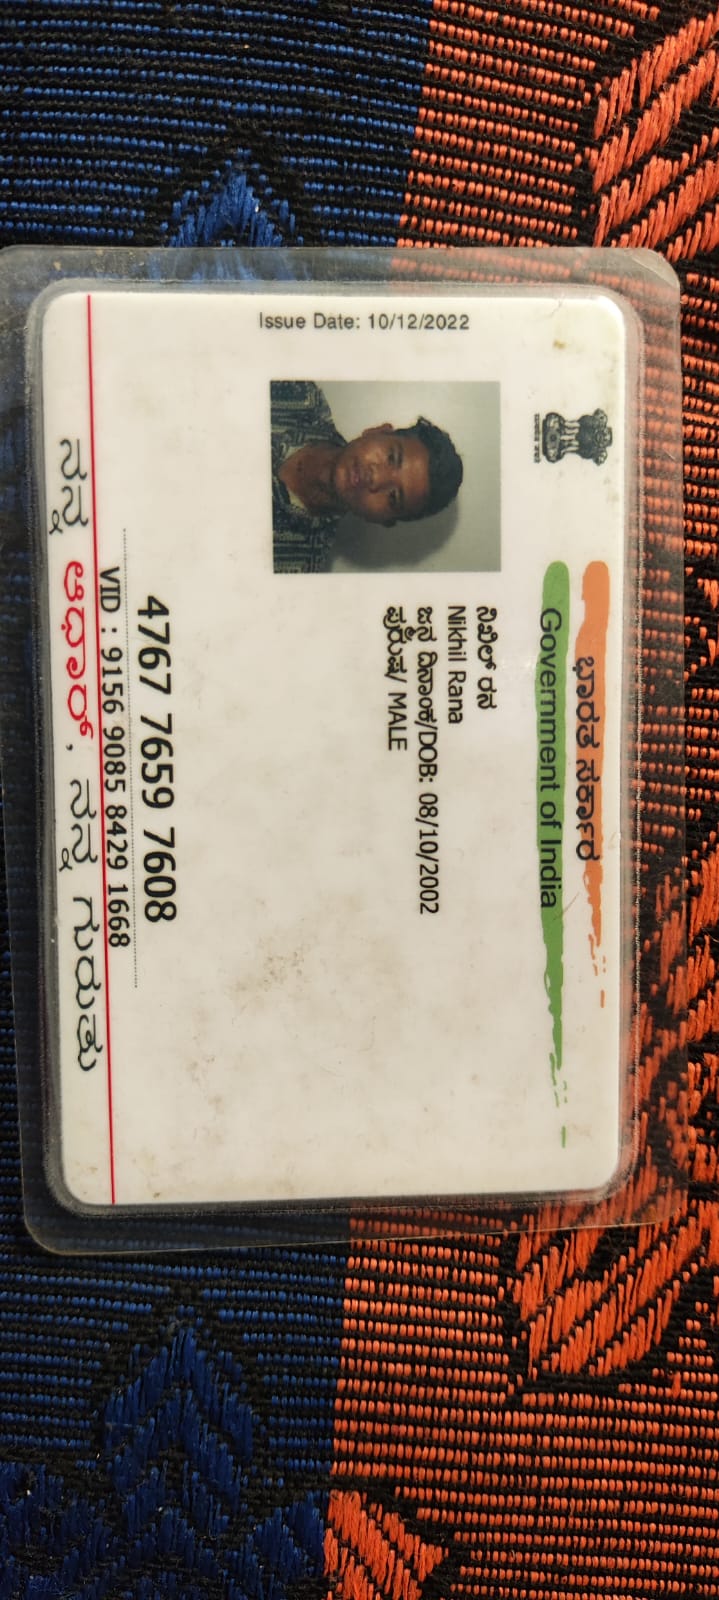 ಭಾರತ ಸರ್ಕಾರ
Government of India
Issue Date: 10/12/2022
ನಿಖಿಲ್ ರನ
Nikhil Rana
ಜನ್ಮ ದಿನಾಂಕ/DOB: 08/10/2002
ಪುರುಷ/ MALE
4767 7659 7608
VID : 9156 9085 8429 1668
ನನ್ನ ಆಧಾರ್, ನನ್ನ ಗುರುತು